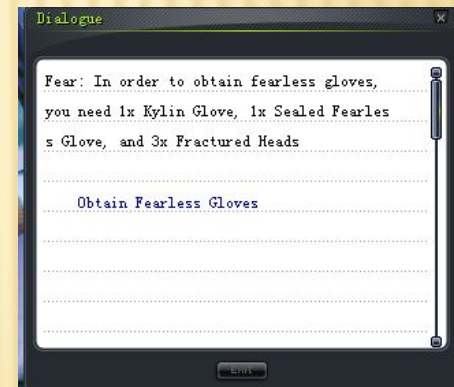 Dialogue
Fear: In order to obtain fearless gloves,
you need 1x Kylin Glove, 1x Sealed Fearles
s Glove, and 3x Fractured Heads
Obtain Fearless Gloves
Exit